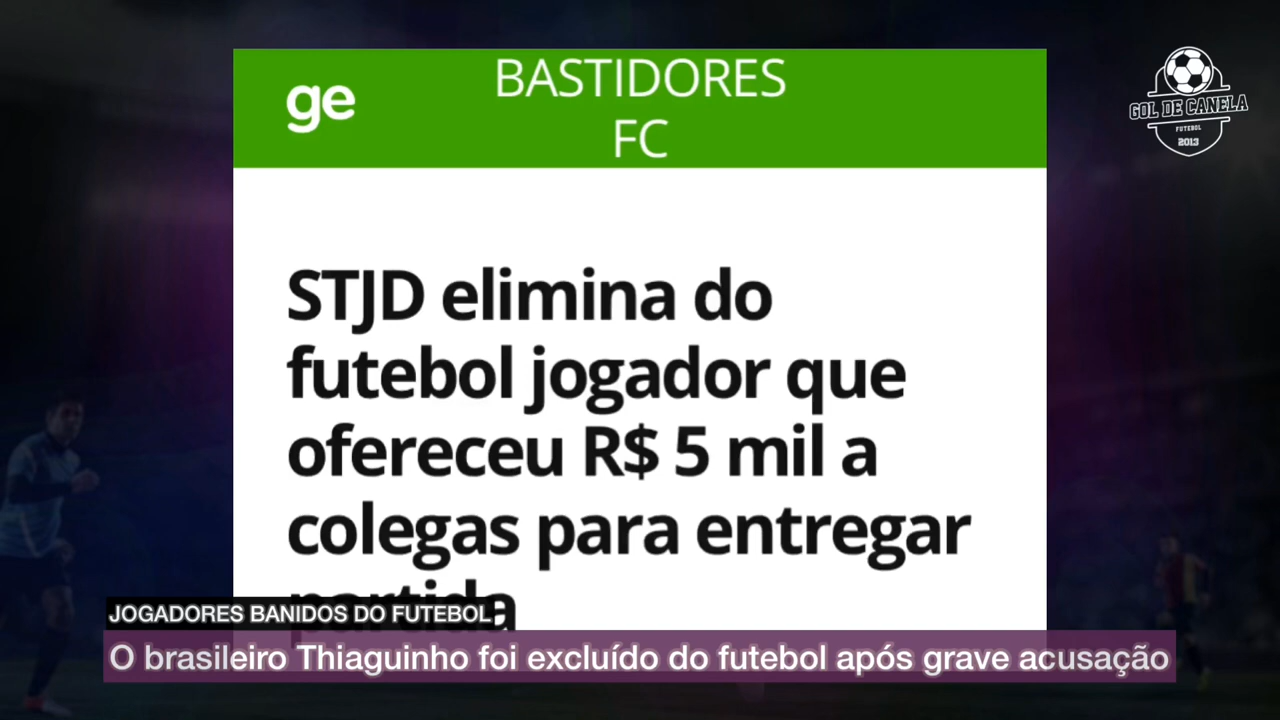 ge
BASTIDORES
FC
GOL DE CANELA
FUTEBOL
2013
STJD elimina do
futebol jogador que
ofereceu R$ 5 mil a
colegas para entregar
partida
JOGADORES BANIDOS DO FUTEBOL
O brasileiro Thiaguinho foi excluído do futebol após grave acusação